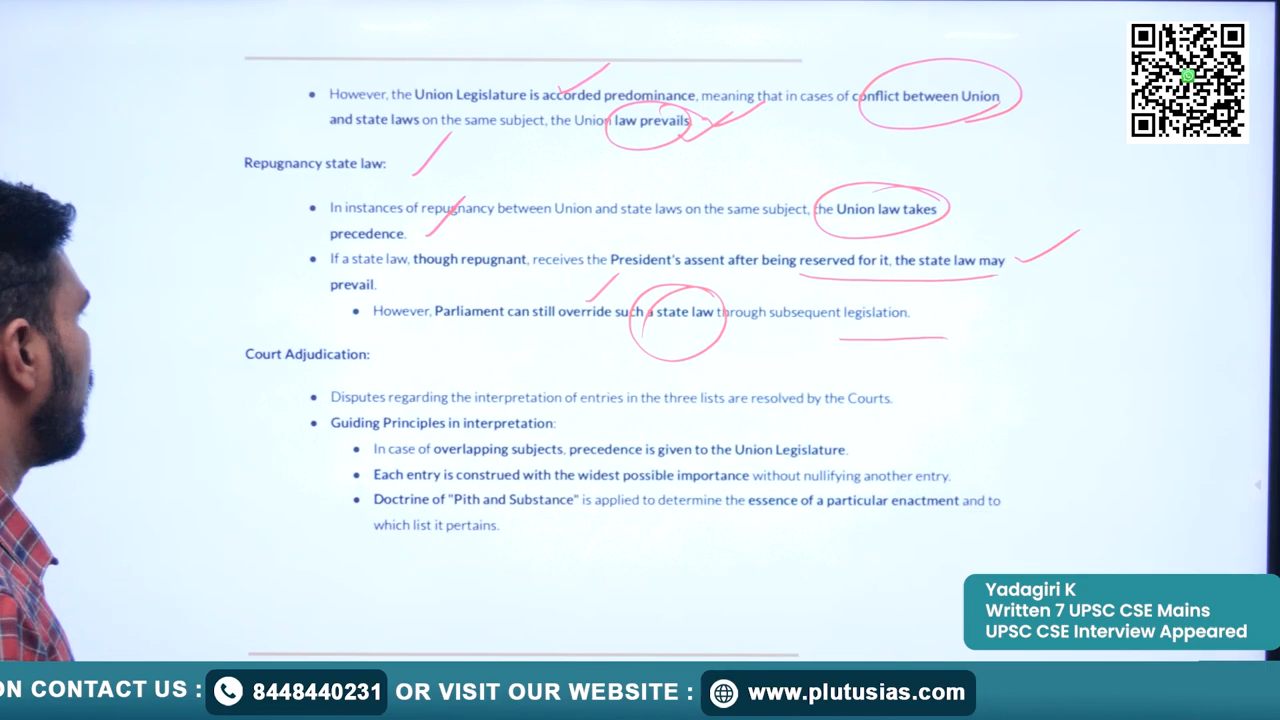 However, the Union Legislature is accorded predominance, meaning that in cases of conflict between Union
and state laws on the same subject, the Union law prevails.
Repugnancy state law:
In instances of repugnancy between Union and state laws on the same subject, the Union law takes
precedence.
If a state law, though repugnant, receives the President's assent after being reserved for it, the state law may
prevail.
However, Parliament can still override such a state law through subsequent legislation.
Court Adjudication:
Disputes regarding the interpretation of entries in the three lists are resolved by the Courts.
Guiding Principles in interpretation:
In case of overlapping subjects, precedence is given to the Union Legislature.
Each entry is construed with the widest possible importance without nullifying another entry.
Doctrine of "Pith and Substance" is applied to determine the essence of a particular enactment and to
which list it pertains.
Yadagiri K
Written 7 UPSC CSE Mains
UPSC CSE Interview Appeared
ON CONTACT US : 8448440231 OR VISIT OUR WEBSITE : www.plutusias.com